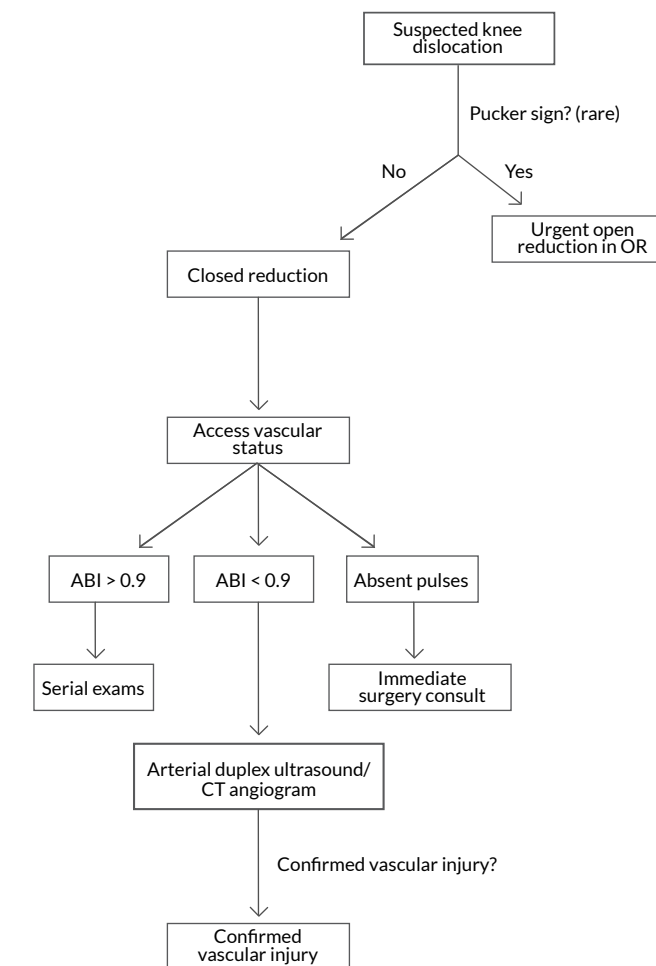 Suspected knee
dislocation
Pucker sign? (rare)
No
Yes
Urgent open
reduction in OR
Closed reduction
Access vascular
status
ABI > 0.9
ABI < 0.9
Absent pulses
Serial exams
Immediate
surgery consult
Arterial duplex ultrasound/
CT angiogram
Confirmed vascular injury?
Confirmed
vascular injury